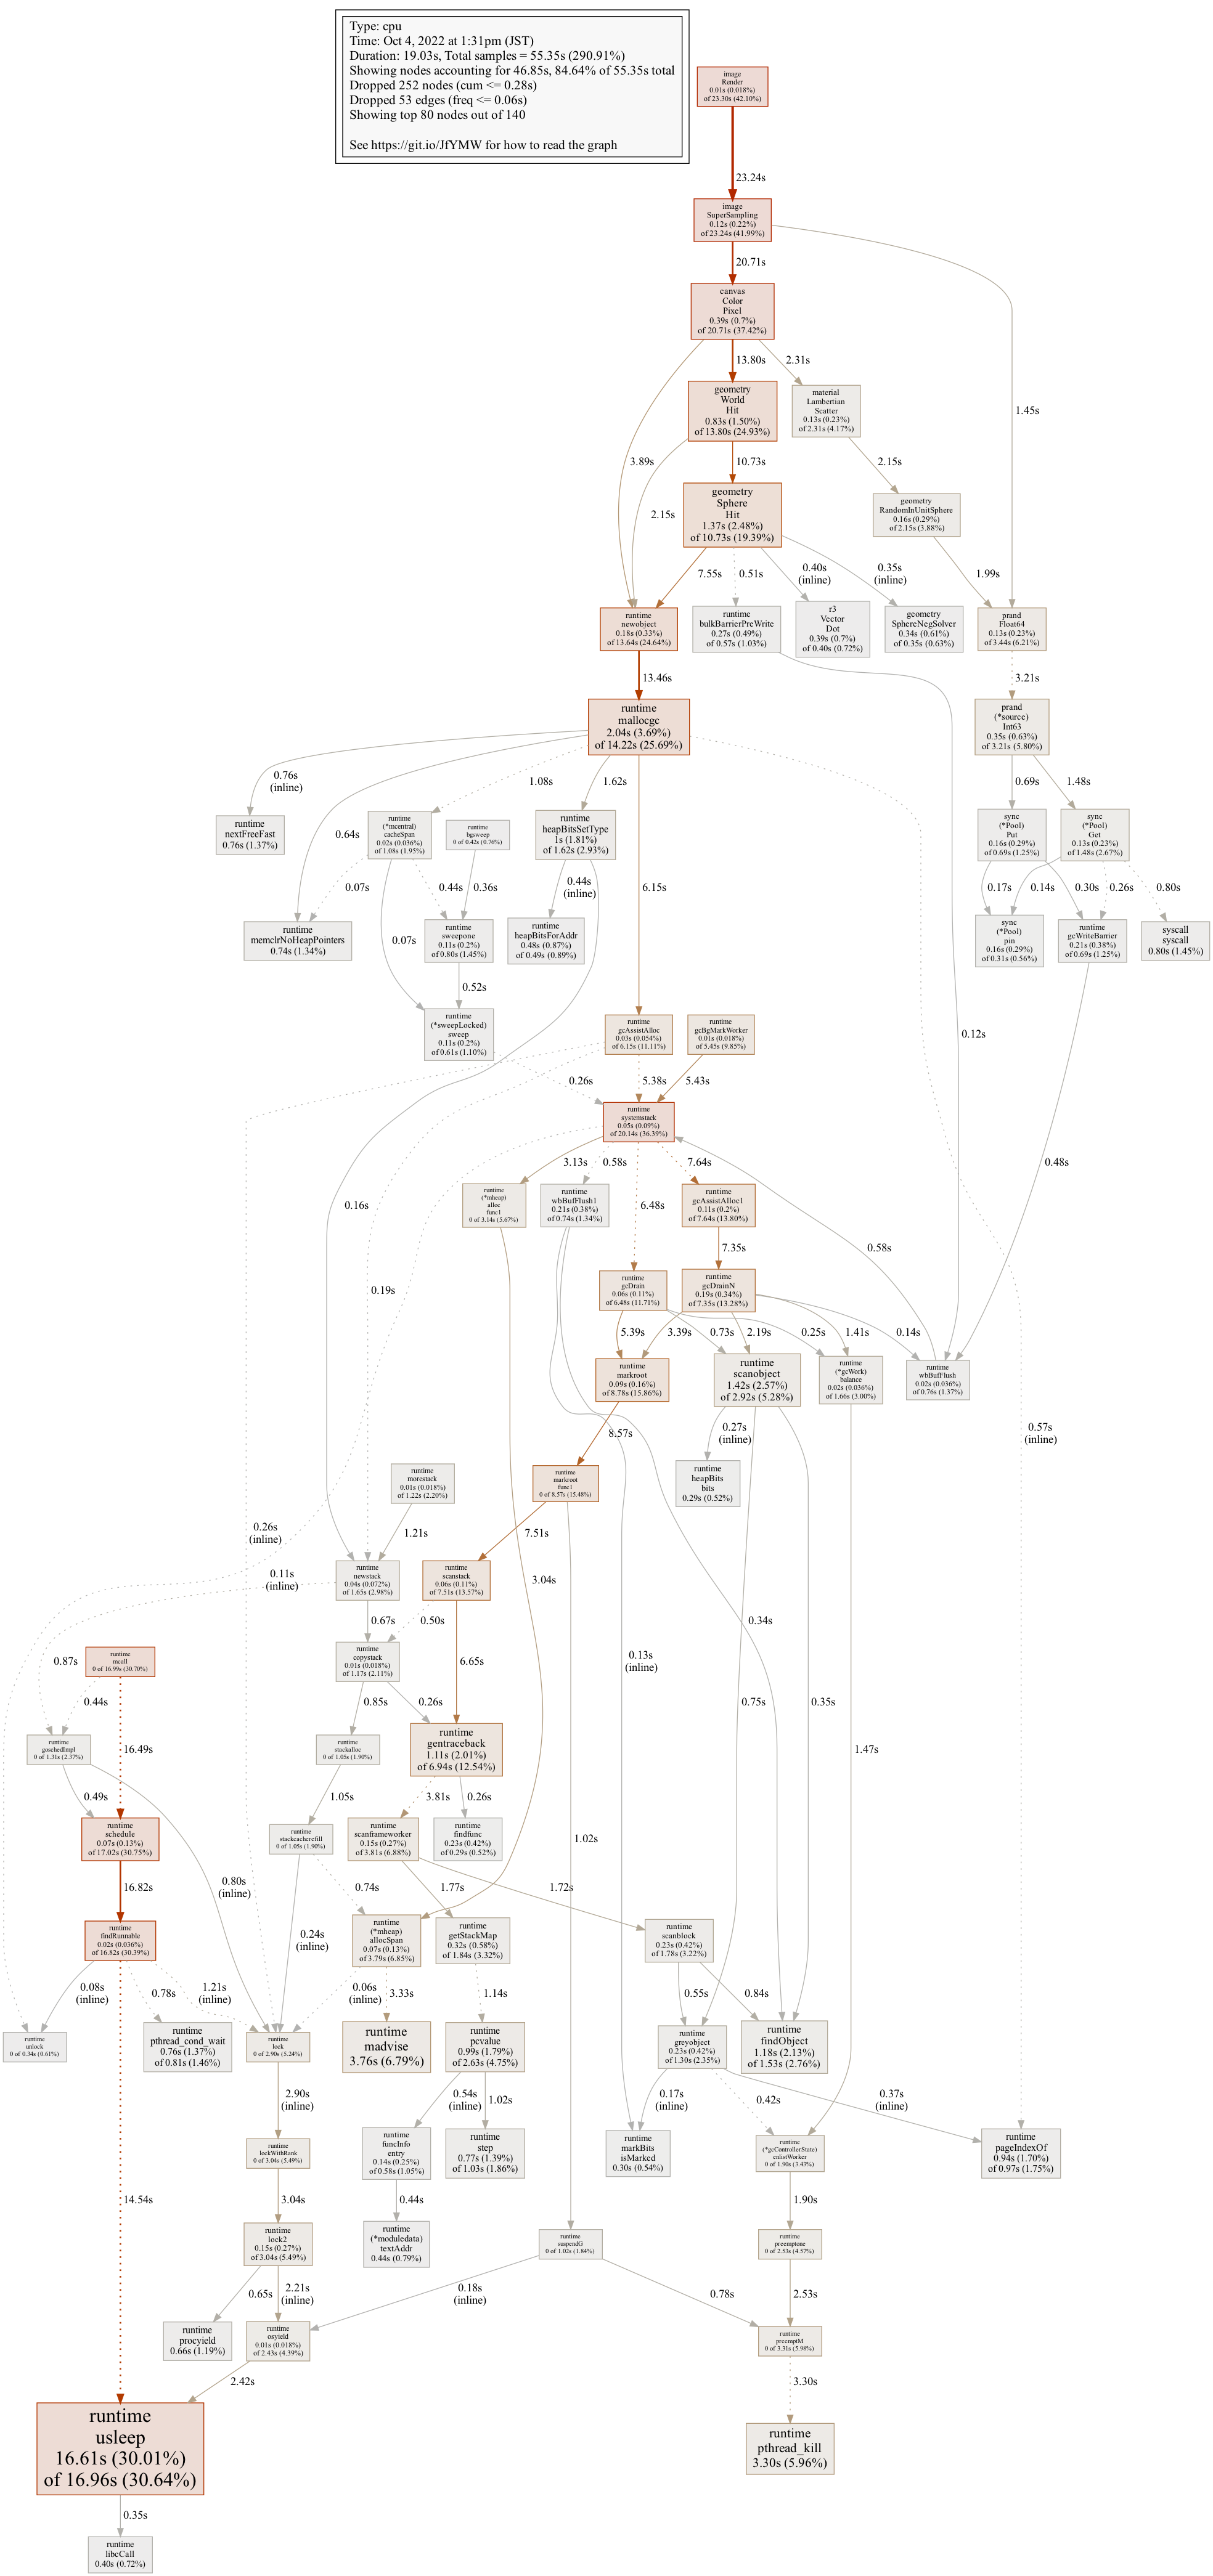 Type: cpu
Time: Oct 4, 2022 at 1:31pm (JST)
Duration: 19.03s, Total samples = 55.35s (290.91%)
Showing nodes accounting for 46.85s, 84.64% of 55.35s total
Dropped 252 nodes (cum <= 0.28s)
Dropped 53 edges (freq <= 0.06s)
Showing top 80 nodes out of 140
See https://git.io/JfYMW for how to read the graph
image
Render
0.01s (0.018%)
of 23.30s (42.10%)
23.24s
image
SuperSampling
0.12s (0.22%)
of 23.24s (41.99%)
20.71s
canvas
Color
Pixel
0.39s (0.7%)
of 20.71s (37.42%)
13.80s
2.31s
geometry
World
Hit
0.83s (1.50%)
of 13.80s (24.93%)
material
Lambertian
Scatter
0.13s (0.23%)
of 2.31s (4.17%)
1.45s
3.89s
10.73s
2.15s
geometry
Sphere
Hit
1.37s (2.48%)
of 10.73s (19.39%)
geometry
RandomInUnitSphere
0.16s (0.29%)
of 2.15s (3.88%)
2.15s
7.55s
0.51s
0.40s
(inline)
0.35s
(inline)
1.99s
runtime
newobject
0.18s (0.33%)
of 13.64s (24.64%)
runtime
bulkBarrierPreWrite
0.27s (0.49%)
of 0.57s (1.03%)
r3
Vector
Dot
0.39s (0.7%)
of 0.40s (0.72%)
geometry
SphereNegSolver
0.34s (0.61%)
of 0.35s (0.63%)
prand
Float64
0.13s (0.23%)
of 3.44s (6.21%)
13.46s
3.21s
runtime
mallocgc
2.04s (3.69%)
of 14.22s (25.69%)
prand
(*source)
Int63
0.35s (0.63%)
of 3.21s (5.80%)
0.76s
(inline)
1.08s
1.62s
0.69s
1.48s
runtime
nextFreeFast
0.76s (1.37%)
0.64s
runtime
(*mcentral)
cacheSpan
0.02s (0.036%)
of 1.08s (1.95%)
runtime
bgsweep
0 of 0.42s (0.76%)
runtime
heapBitsSetType
1s (1.81%)
of 1.62s (2.93%)
sync
(*Pool)
Put
0.16s (0.29%)
of 0.69s (1.25%)
sync
(*Pool)
Get
0.13s (0.23%)
of 1.48s (2.67%)
0.07s
0.44s
0.36s
0.44s
(inline)
6.15s
0.17s
0.14s
0.30s
0.26s
0.80s
runtime
memclrNoHeapPointers
0.74s (1.34%)
0.07s
runtime
sweepone
0.11s (0.2%)
of 0.80s (1.45%)
runtime
heapBitsForAddr
0.48s (0.87%)
of 0.49s (0.89%)
sync
(*Pool)
pin
0.16s (0.29%)
of 0.31s (0.56%)
runtime
gcWriteBarrier
0.21s (0.38%)
of 0.69s (1.25%)
syscall
syscall
0.80s (1.45%)
0.52s
runtime
(*sweepLocked)
sweep
0.11s (0.2%)
of 0.61s (1.10%)
runtime
gcAssistAlloc
0.03s (0.054%)
of 6.15s (11.11%)
runtime
gcBgMarkWorker
0.01s (0.018%)
of 5.45s (9.85%)
0.12s
0.26s
5.38s
5.43s
runtime
systemstack
0.05s (0.09%)
of 20.14s (36.39%)
3.13s
0.58s
7.64s
0.48s
0.16s
runtime
(*mheap)
alloc
func1
0 of 3.14s (5.67%)
runtime
wbBufFlush1
0.21s (0.38%)
of 0.74s (1.34%)
6.48s
runtime
gcAssistAlloc1
0.11s (0.2%)
of 7.64s (13.80%)
7.35s
0.58s
0.19s
runtime
gcDrain
0.06s (0.11%)
of 6.48s (11.71%)
runtime
gcDrainN
0.19s (0.34%)
of 7.35s (13.28%)
5.39s
3.39s
0.73s
2.19s
0.25s
1.41s
0.14s
runtime
markroot
0.09s (0.16%)
of 8.78s (15.86%)
runtime
scanobject
1.42s (2.57%)
of 2.92s (5.28%)
runtime
(*gcWork)
balance
0.02s (0.036%)
of 1.66s (3.00%)
runtime
wbBufFlush
0.02s (0.036%)
of 0.76s (1.37%)
8.57s
0.27s
(inline)
0.57s
(inline)
runtime
morestack
0.01s (0.018%)
of 1.22s (2.20%)
runtime
markroot
func1
0 of 8.57s (15.48%)
runtime
heapBits
bits
0.29s (0.52%)
0.26s
(inline)
1.21s
7.51s
0.11s
(inline)
runtime
newstack
0.04s (0.072%)
of 1.65s (2.98%)
runtime
scanstack
0.06s (0.11%)
of 7.51s (13.57%)
3.04s
0.67s
0.50s
0.34s
runtime
mcall
0 of 16.99s (30.70%)
0.87s
runtime
copystack
0.01s (0.018%)
of 1.17s (2.11%)
6.65s
0.13s
(inline)
0.44s
0.85s
0.26s
0.75s
0.35s
runtime
goschedImpl
0 of 1.31s (2.37%)
16.49s
runtime
stackalloc
0 of 1.05s (1.90%)
runtime
gentraceback
1.11s (2.01%)
of 6.94s (12.54%)
1.47s
0.49s
1.05s
3.81s
0.26s
runtime
schedule
0.07s (0.13%)
of 17.02s (30.75%)
runtime
stackcacherefill
0 of 1.05s (1.90%)
runtime
scanframeworker
0.15s (0.27%)
of 3.81s (6.88%)
runtime
findfunc
0.23s (0.42%)
of 0.29s (0.52%)
1.02s
16.82s
0.80s
(inline)
0.74s
1.77s
1.72s
runtime
findRunnable
0.02s (0.036%)
of 16.82s (30.39%)
0.24s
(inline)
runtime
(*mheap)
allocSpan
0.07s (0.13%)
of 3.79s (6.85%)
runtime
getStackMap
0.32s (0.58%)
of 1.84s (3.32%)
runtime
scanblock
0.23s (0.42%)
of 1.78s (3.22%)
0.08s
(inline)
0.78s
1.21s
(inline)
0.06s
(inline)
3.33s
1.14s
0.55s
0.84s
runtime
unlock
0 of 0.34s (0.61%)
runtime
pthread_cond_wait
0.76s (1.37%)
of 0.81s (1.46%)
runtime
lock
0 of 2.90s (5.24%)
runtime
madvise
3.76s (6.79%)
runtime
pcvalue
0.99s (1.79%)
of 2.63s (4.75%)
runtime
greyobject
0.23s (0.42%)
of 1.30s (2.35%)
runtime
findObject
1.18s (2.13%)
of 1.53s (2.76%)
2.90s
(inline)
0.54s
(inline)
1.02s
0.17s
(inline)
0.42s
0.37s
(inline)
runtime
lockWithRank
0 of 3.04s (5.49%)
runtime
funcInfo
entry
0.14s (0.25%)
of 0.58s (1.05%)
runtime
step
0.77s (1.39%)
of 1.03s (1.86%)
runtime
markBits
isMarked
0.30s (0.54%)
runtime
(*gcControllerState)
enlistWorker
0 of 1.90s (3.43%)
runtime
pageIndexOf
0.94s (1.70%)
of 0.97s (1.75%)
14.54s
3.04s
0.44s
1.90s
runtime
lock2
0.15s (0.27%)
of 3.04s (5.49%)
runtime
(*moduledata)
textAddr
0.44s (0.79%)
runtime
suspendG
0 of 1.02s (1.84%)
runtime
preemptone
0 of 2.53s (4.57%)
0.65s
2.21s
(inline)
0.18s
(inline)
0.78s
2.53s
runtime
procyield
0.66s (1.19%)
runtime
osyield
0.01s (0.018%)
of 2.43s (4.39%)
runtime
preemptM
0 of 3.31s (5.98%)
2.42s
3.30s
runtime
usleep
16.61s (30.01%)
of 16.96s (30.64%)
runtime
pthread_kill
3.30s (5.96%)
0.35s
runtime
libcCall
0.40s (0.72%)